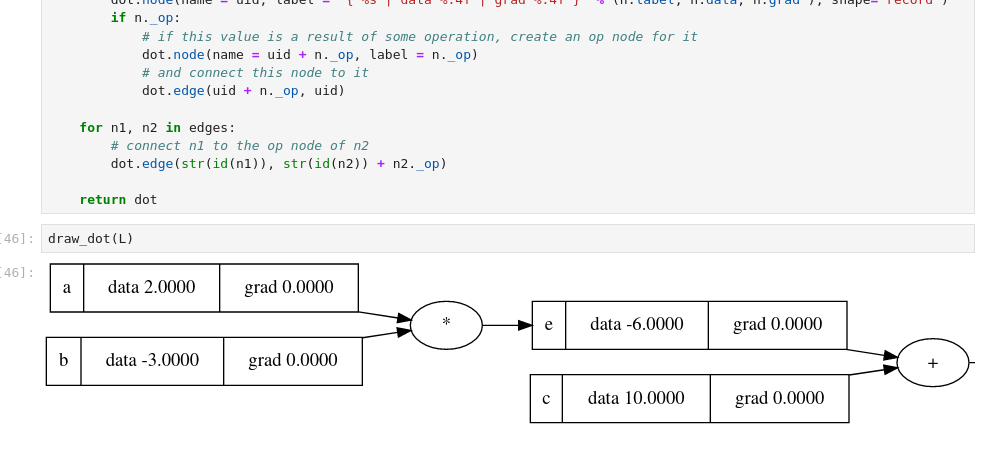 dot.node(name = uid, label = "{ %s | data %.4f | grad %.4f }" % (n.label, n.data, n.grad ), shape='record')
if n._op:
# if this value is a result of some operation, create an op node for it
dot.node(name = uid + n._op, label = n._op)
# and connect this node to it
dot.edge(uid + n._op, uid)
for n1, n2 in edges:
# connect n1 to the op node of n2
dot.edge(str(id(n1)), str(id(n2)) + n2._op)
return dot
[46]: draw_dot(L)
[46]:
a data 2.0000 grad 0.0000
b data -3.0000 grad 0.0000
*
e data -6.0000 grad 0.0000
c data 10.0000 grad 0.0000
+